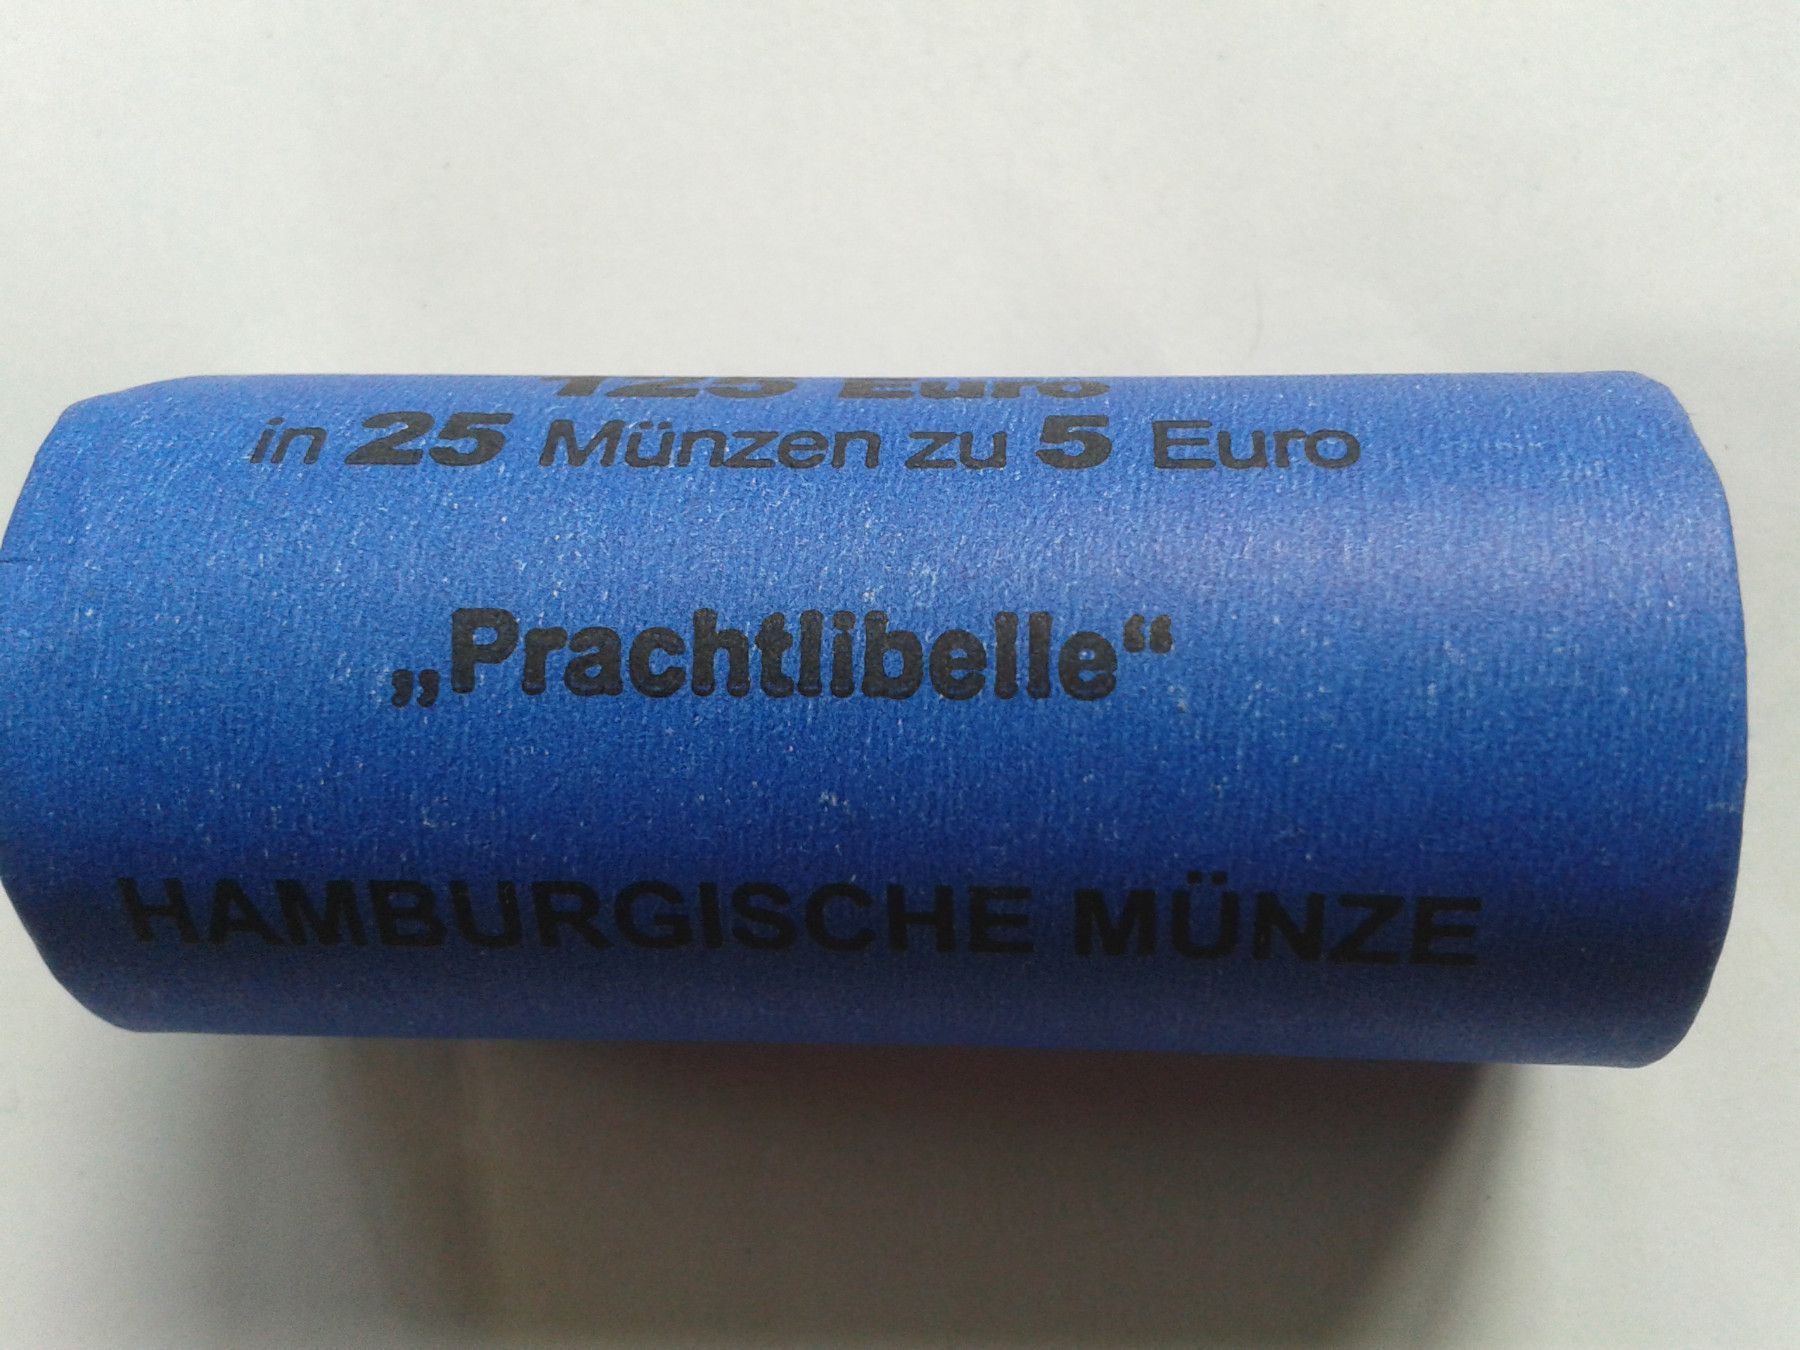 125 Euro
in 25 Münzen zu 5 Euro
„Prachtlibelle“
HAMBURGISCHE MÜNZE